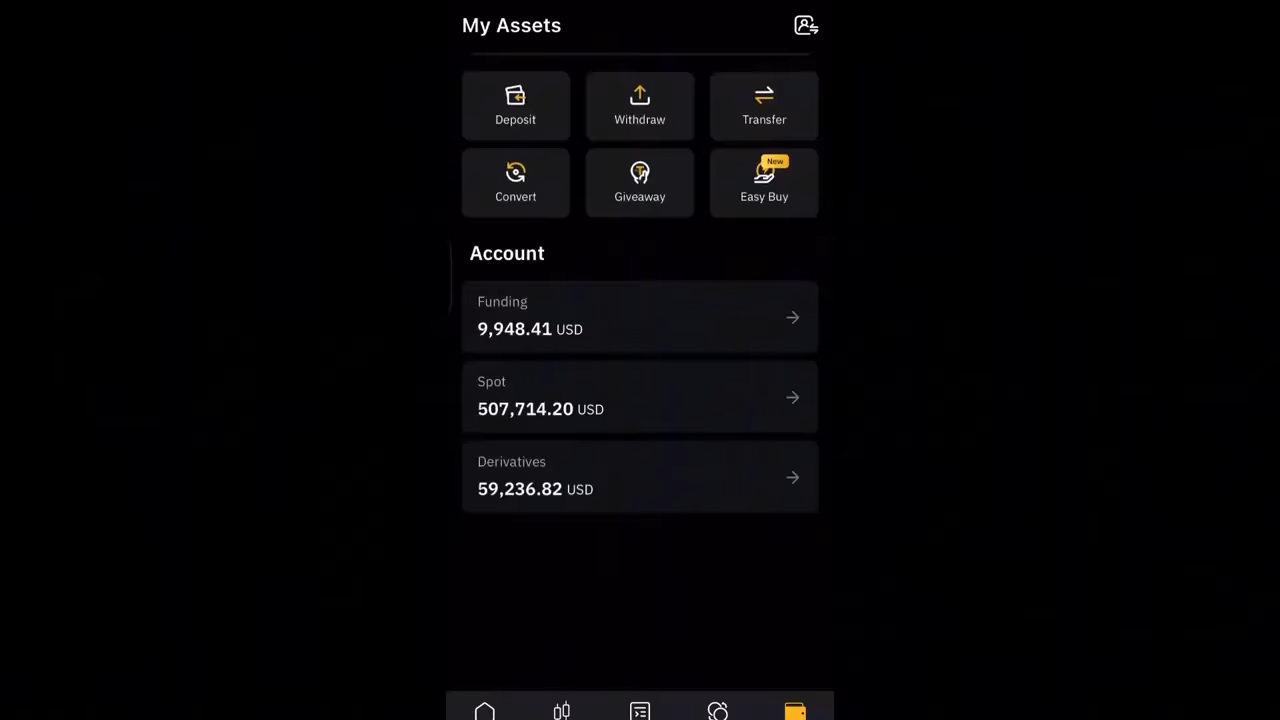 My Assets
Deposit
Withdraw
Transfer
New
Convert
Giveaway
Easy Buy
Account
Funding
9,948.41 USD
Spot
507,714.20 USD
Derivatives
59,236.82 USD